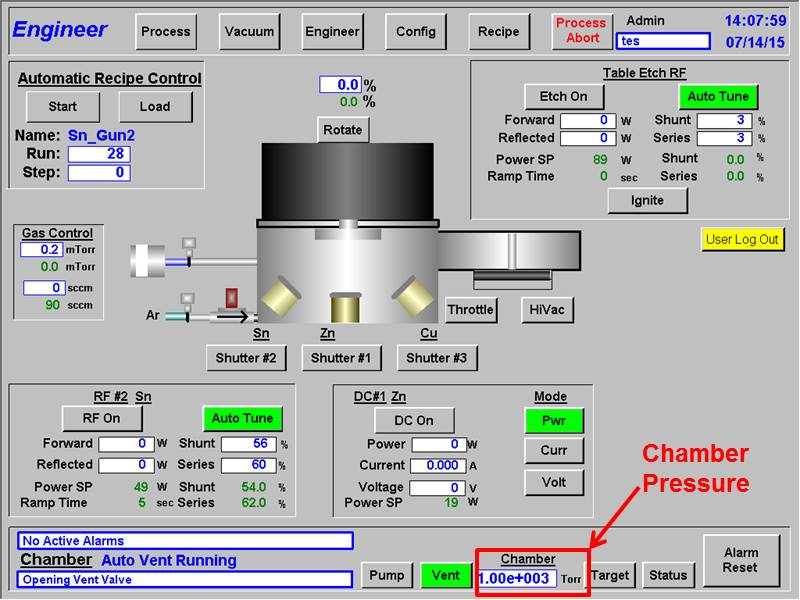 Engineer
Process
Vacuum
Engineer
Config
Recipe
Process
Abort
Admin
tes
14:07:59
07/14/15
Automatic Recipe Control
Start
Load
Name: Sn_Gun2
Run: 28
Step: 0
0.0 %
0.0 %
Rotate
Table Etch RF
Etch On
Auto Tune
Forward 0 W Shunt 3 %
Reflected 0 W Series 3 %
Power SP 89 W Shunt 0.0 %
Ramp Time 0 sec Series 0.0 %
Ignite
User Log Out
Gas Control
0.2 mTorr
0.0 mTorr
0 sccm
90 sccm
Ar
Throttle
HiVac
Sn
Zn
Cu
Shutter #2
Shutter #1
Shutter #3
RF #2 Sn
RF On
Auto Tune
Forward 0 W Shunt 56 %
Reflected 0 W Series 60 %
Power SP 49 W Shunt 54.0 %
Ramp Time 5 sec Series 62.0 %
DC#1 Zn
DC On
Power 0 W
Current 0.000 A
Voltage 0 V
Power SP 19 W
Mode
Pwr
Curr
Volt
Chamber
Pressure
No Active Alarms
Chamber Auto Vent Running
Opening Vent Valve
Pump
Vent
Chamber
1.00e+003 Torr
Target
Status
Alarm
Reset